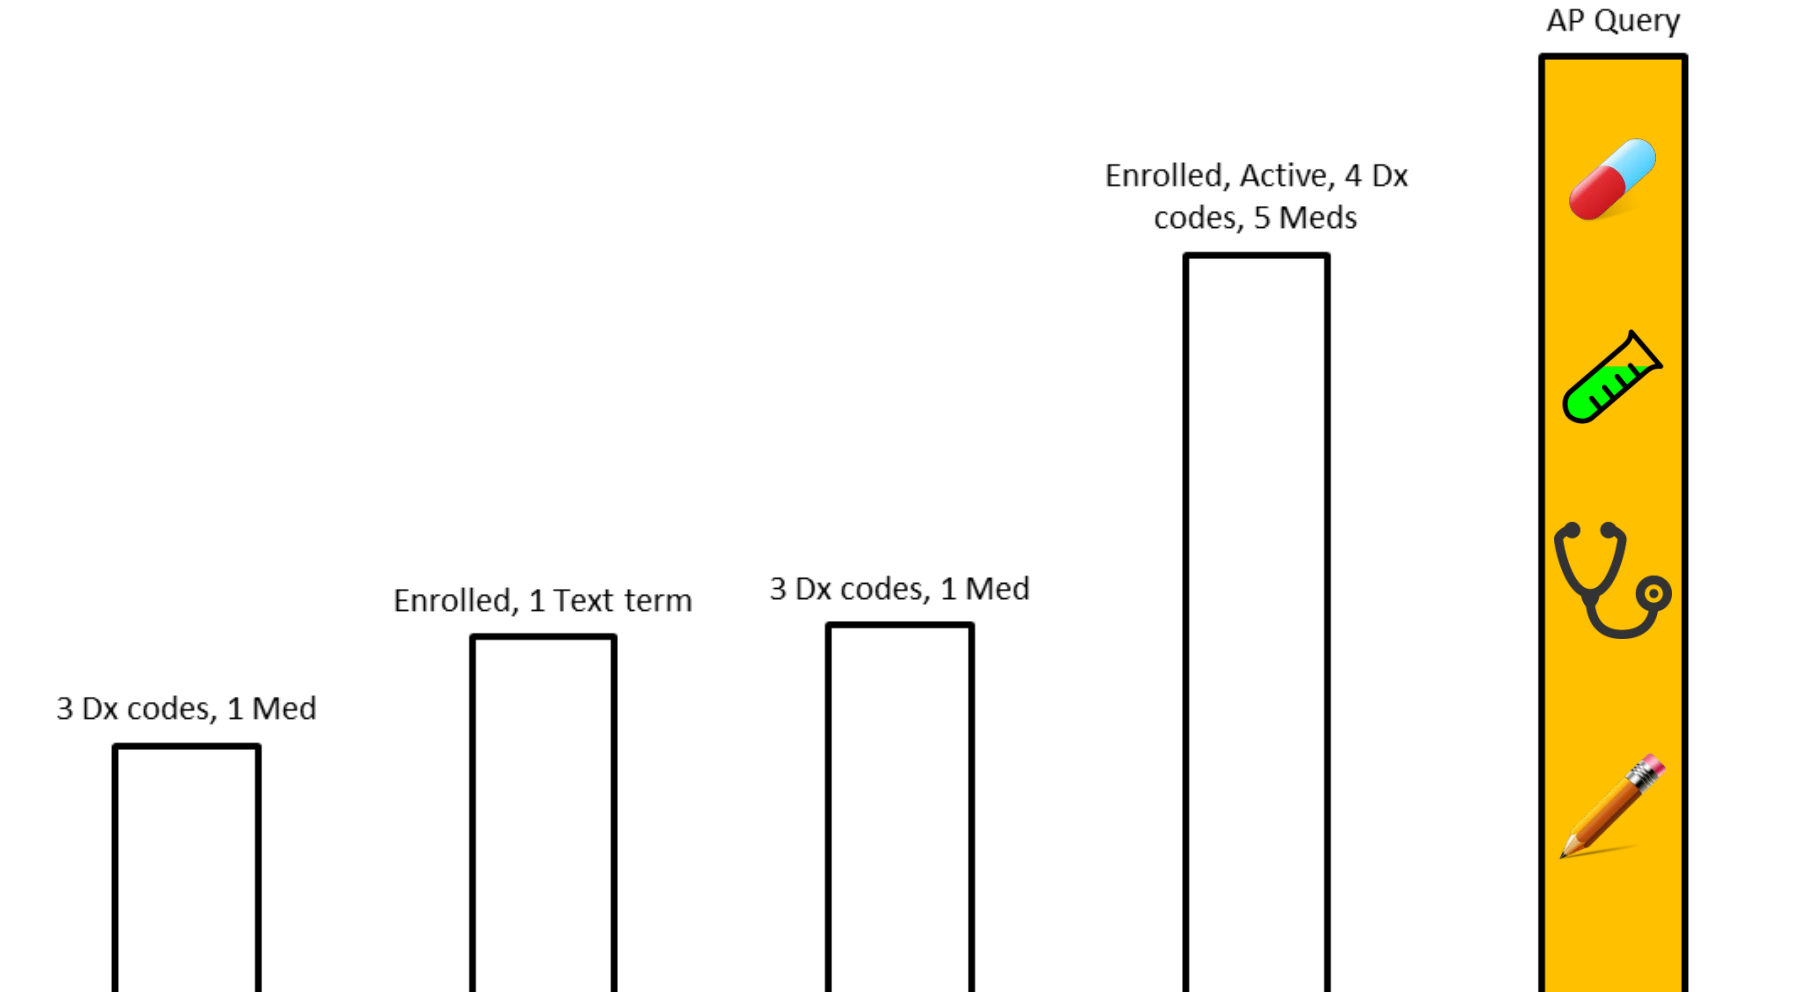 AP Query
Enrolled, Active, 4 Dx
codes, 5 Meds
3 Dx codes, 1 Med
Enrolled, 1 Text term
3 Dx codes, 1 Med